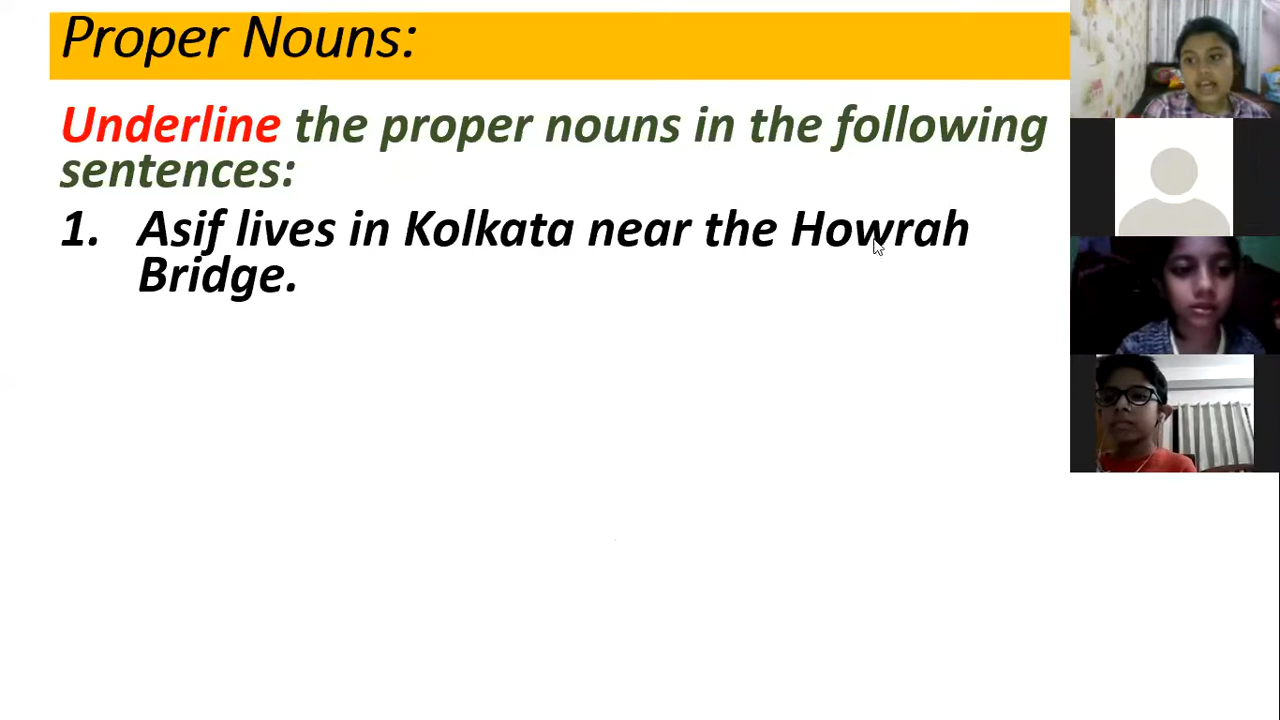 Proper Nouns:
Underline the proper nouns in the following
sentences:
1. Asif lives in Kolkata near the Howrah
Bridge.